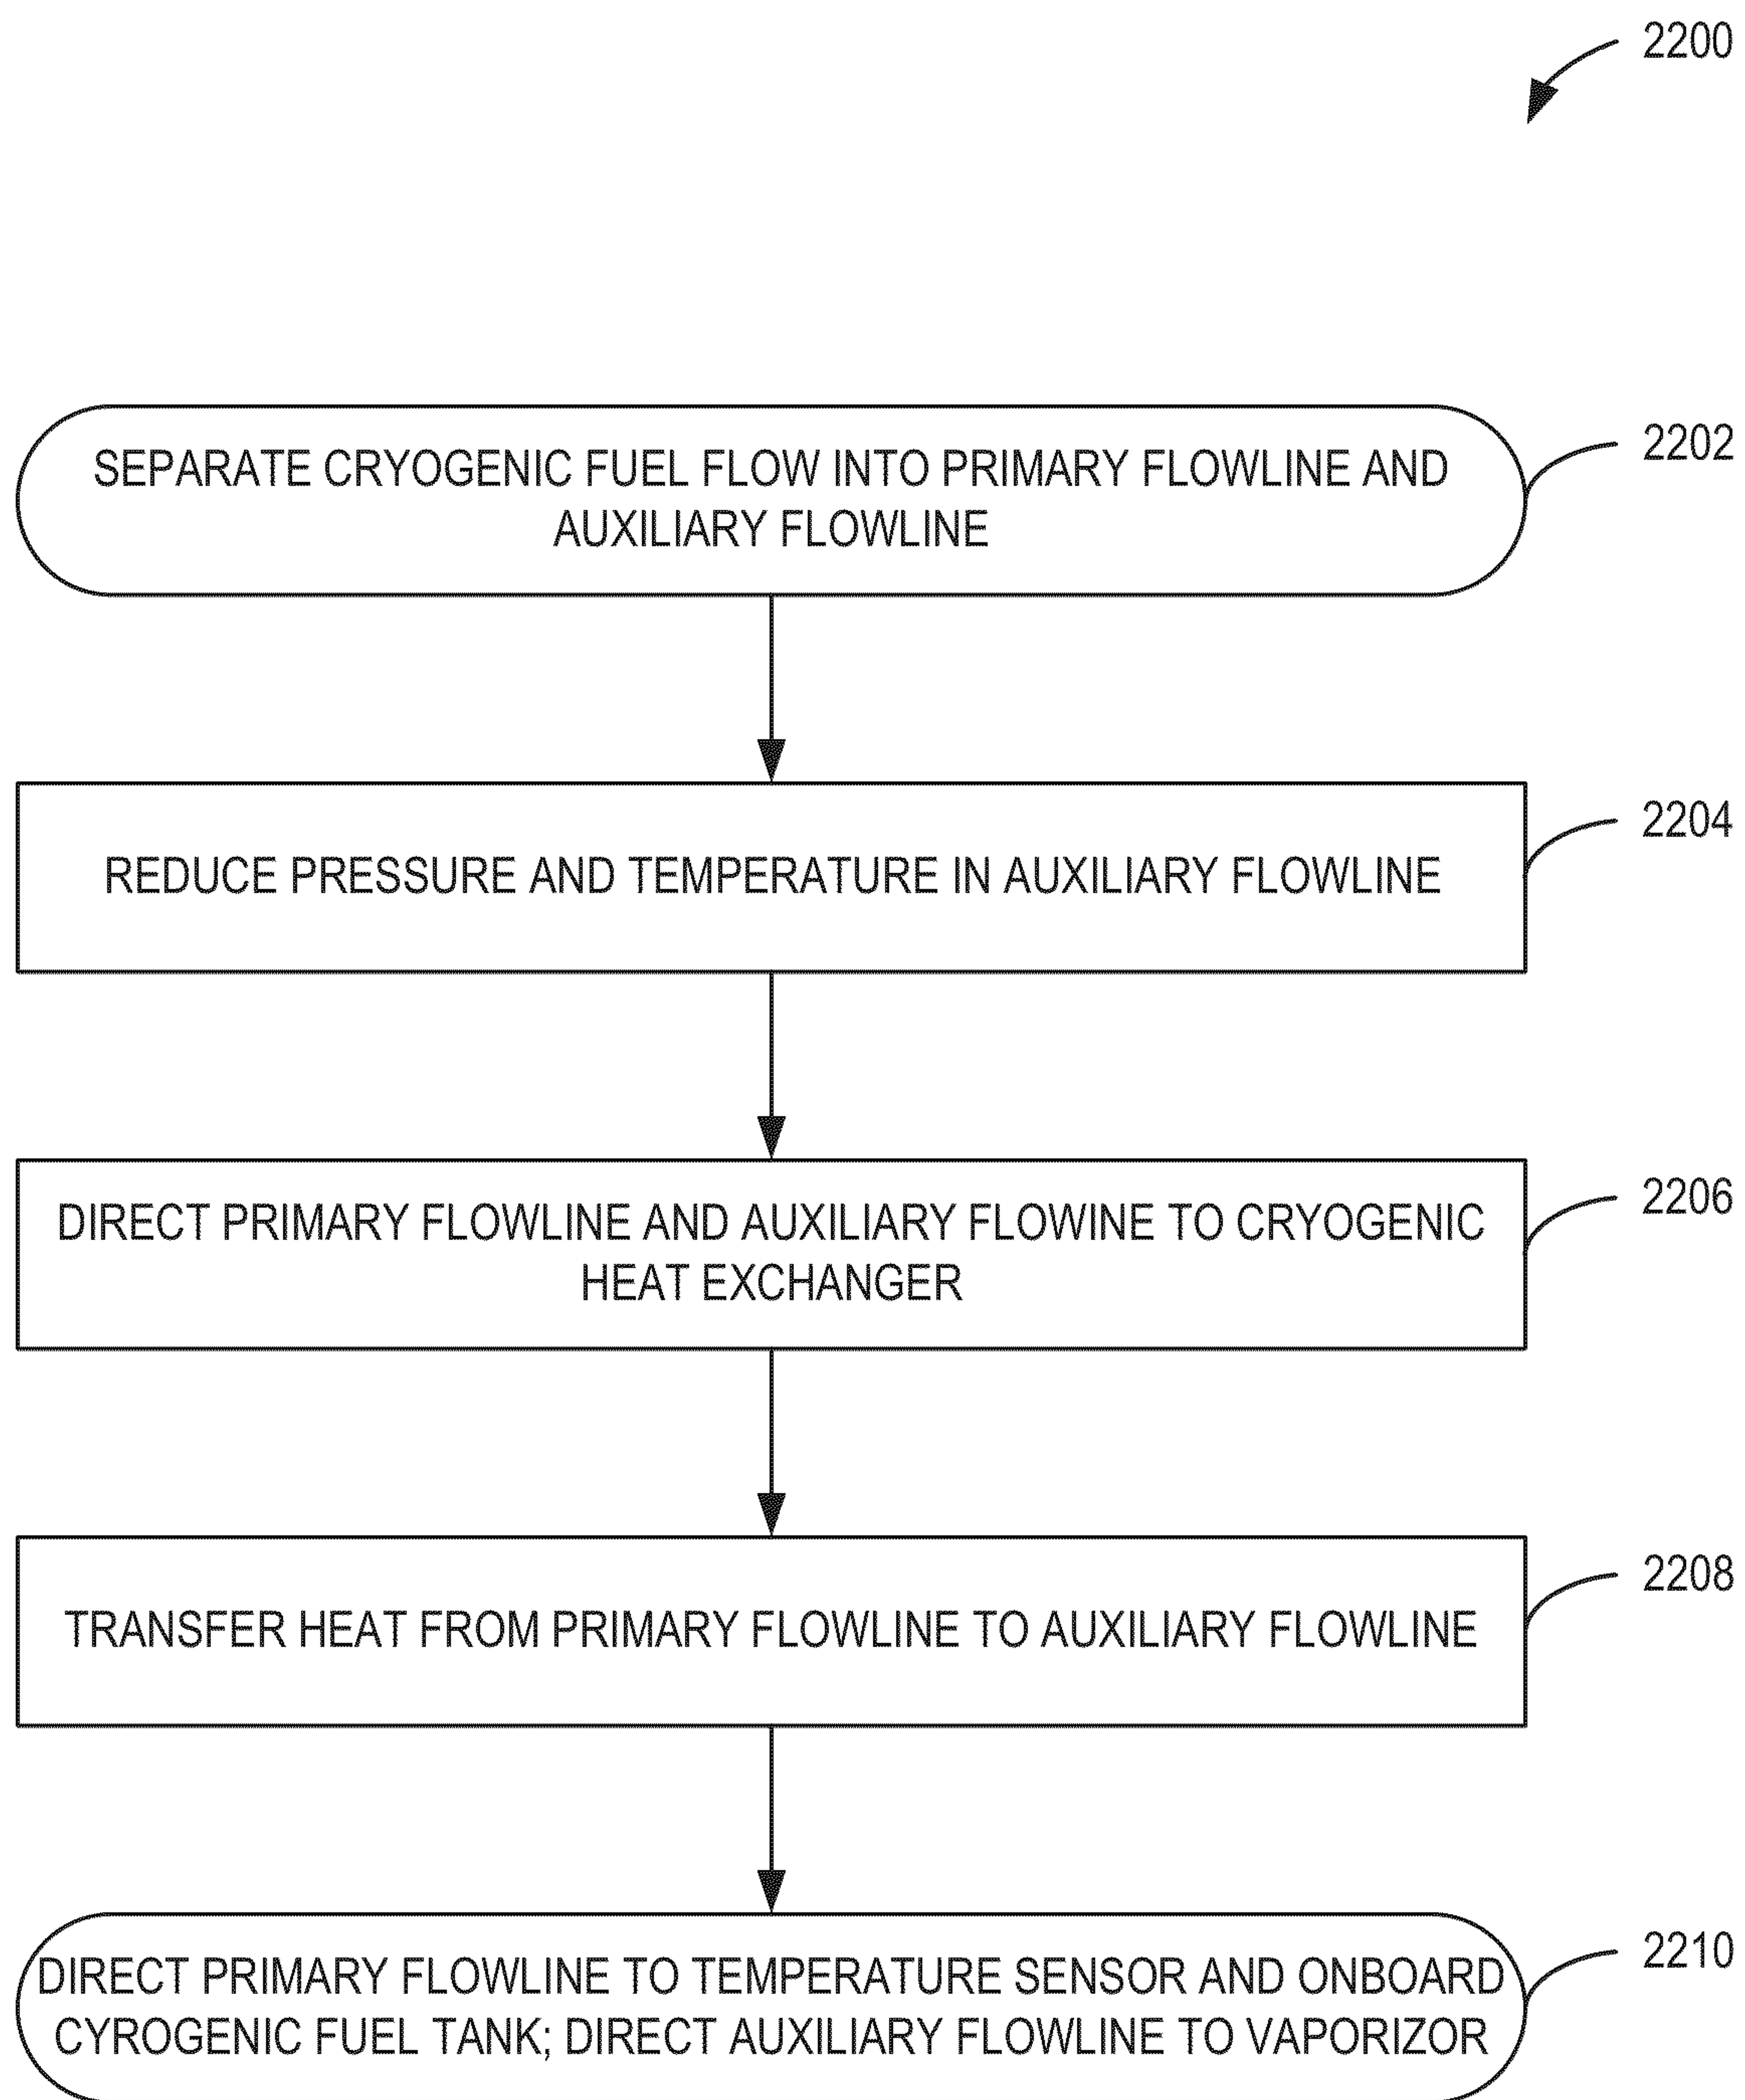 2200
SEPARATE CRYOGENIC FUEL FLOW INTO PRIMARY FLOWLINE AND
AUXILIARY FLOWLINE
2202
REDUCE PRESSURE AND TEMPERATURE IN AUXILIARY FLOWLINE
2204
DIRECT PRIMARY FLOWLINE AND AUXILIARY FLOWINE TO CRYOGENIC
HEAT EXCHANGER
2206
TRANSFER HEAT FROM PRIMARY FLOWLINE TO AUXILIARY FLOWLINE
2208
DIRECT PRIMARY FLOWLINE TO TEMPERATURE SENSOR AND ONBOARD
CYROGENIC FUEL TANK; DIRECT AUXILIARY FLOWLINE TO VAPORIZOR
2210